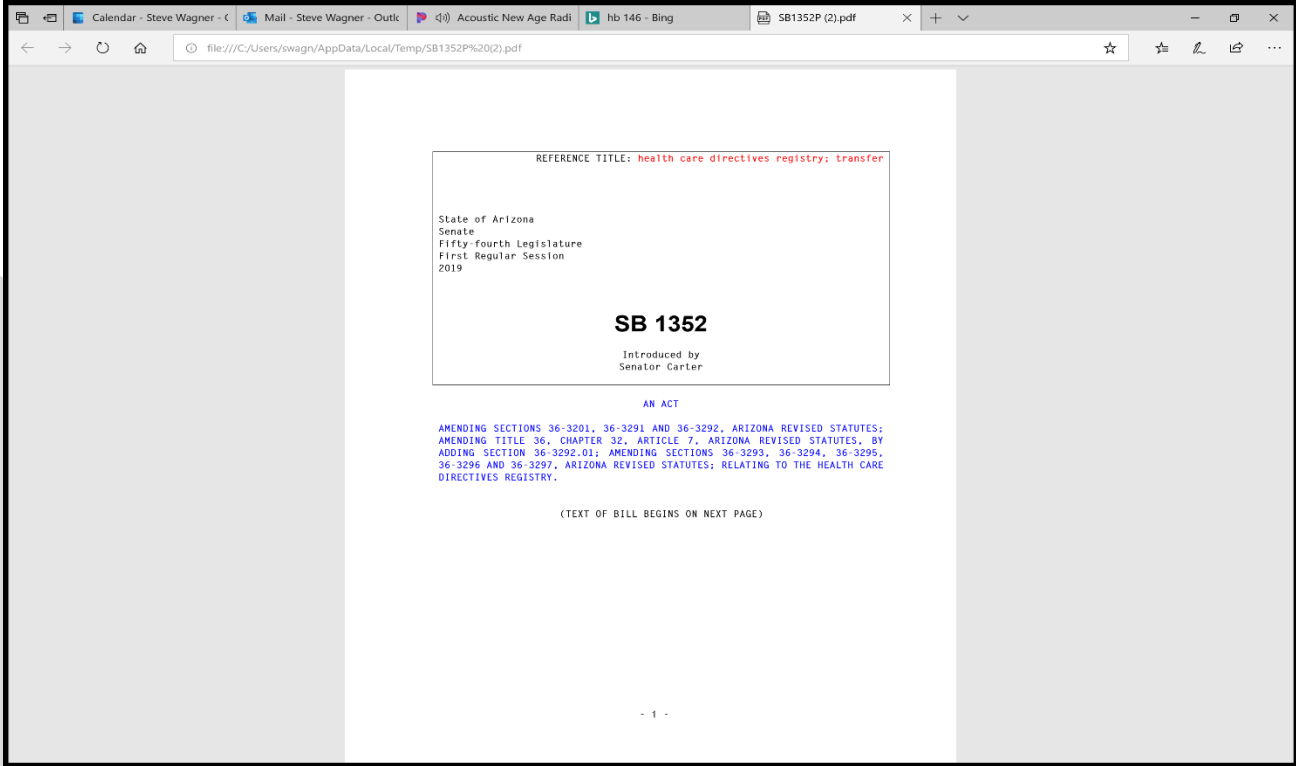 Calendar - Steve Wagner - (
Mail - Steve Wagner - Outlc
Acoustic New Age Radi
hb 146 - Bing
SB1352P (2).pdf
file:///C:/Users/swagn/AppData/Local/Temp/SB1352P%20(2).pdf
REFERENCE TITLE: health care directives registry; transfer
State of Arizona
Senate
Fifty-fourth Legislature
First Regular Session
2019
SB 1352
Introduced by
Senator Carter
AN ACT
AMENDING SECTIONS 36-3201, 36-3291 AND 36-3292, ARIZONA REVISED STATUTES;
AMENDING TITLE 36, CHAPTER 32, ARTICLE 7, ARIZONA REVISED STATUTES, BY
ADDING SECTION 36-3292.01; AMENDING SECTIONS 36-3293, 36-3294, 36-3295,
36-3296 AND 36-3297, ARIZONA REVISED STATUTES; RELATING TO THE HEALTH CARE
DIRECTIVES REGISTRY.
(TEXT OF BILL BEGINS ON NEXT PAGE)
- 1 -